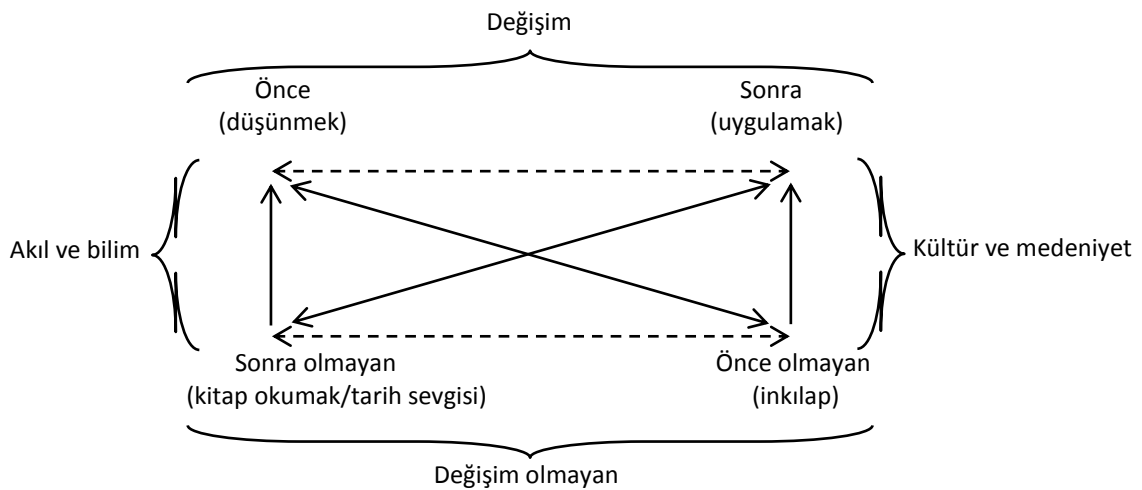 Değişim
Önce
(düşünmek)
Sonra
(uygulamak)
Akıl ve bilim
Kültür ve medeniyet
Sonra olmayan
(kitap okumak/tarih sevgisi)
Önce olmayan
(inkılap)
Değişim olmayan